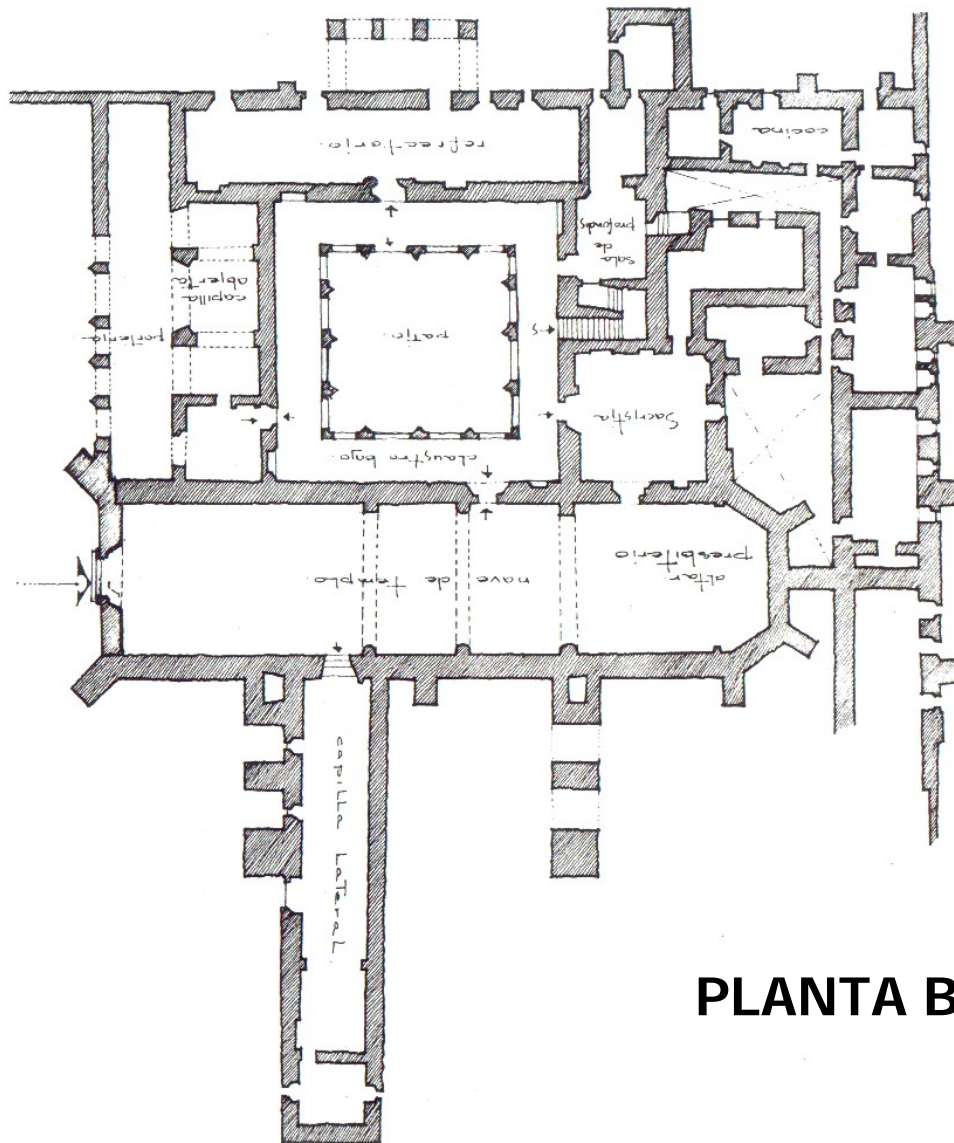 refectorio.
cocina
sala
de
profundis
capilla
abierta
portería
patio.
S
Sacristía
claustro bajo.
altar
presbiterio
nave de templo.
capilla LaTeral.
PLANTA B